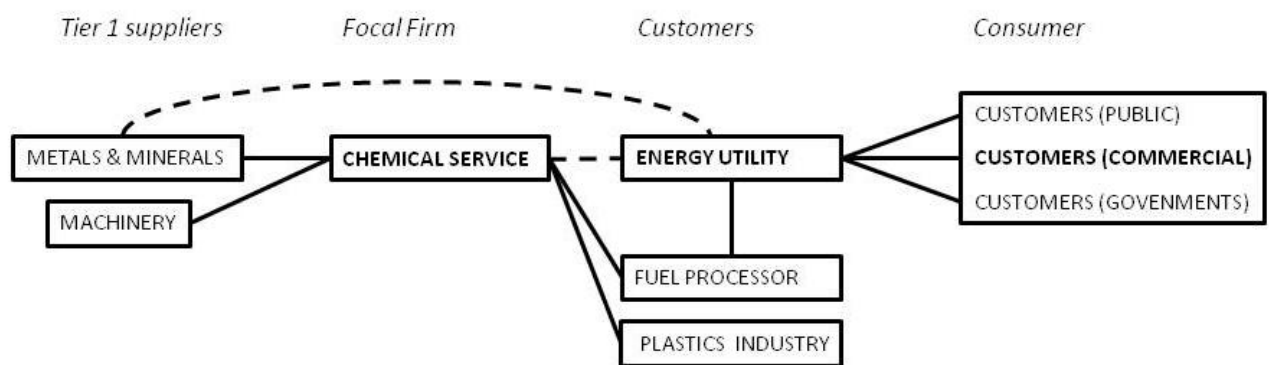 Tier 1 suppliers
Focal Firm
Customers
Consumer
METALS & MINERALS
MACHINERY
CHEMICAL SERVICE
ENERGY UTILITY
FUEL PROCESSOR
PLASTICS INDUSTRY
CUSTOMERS (PUBLIC)
CUSTOMERS (COMMERCIAL)
CUSTOMERS (GOVENMENTS)